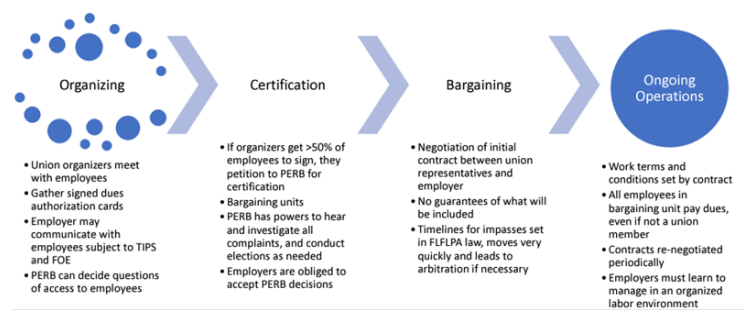 Organizing
Certification
Bargaining
Ongoing
Operations
• Union organizers meet
with employees
• Gather signed dues
authorization cards
• Employer may
communicate with
employees subject to TIPS
and FOE
• PERB can decide questions
of access to employees
• If organizers get >50% of
employees to sign, they
petition to PERB for
certification
• Bargaining units
• PERB has powers to hear
and investigate all
complaints, and conduct
elections as needed
• Employers are obliged to
accept PERB decisions
• Negotiation of initial
contract between union
representatives and
employer
• No guarantees of what will
be included
• Timelines for impasses set
in FLFLPA law, moves very
quickly and leads to
arbitration if necessary
• Work terms and
conditions set by contract
• All employees in
bargaining unit pay dues,
even if not a union
member
• Contracts re-negotiated
periodically
• Employers must learn to
manage in an organized
labor environment